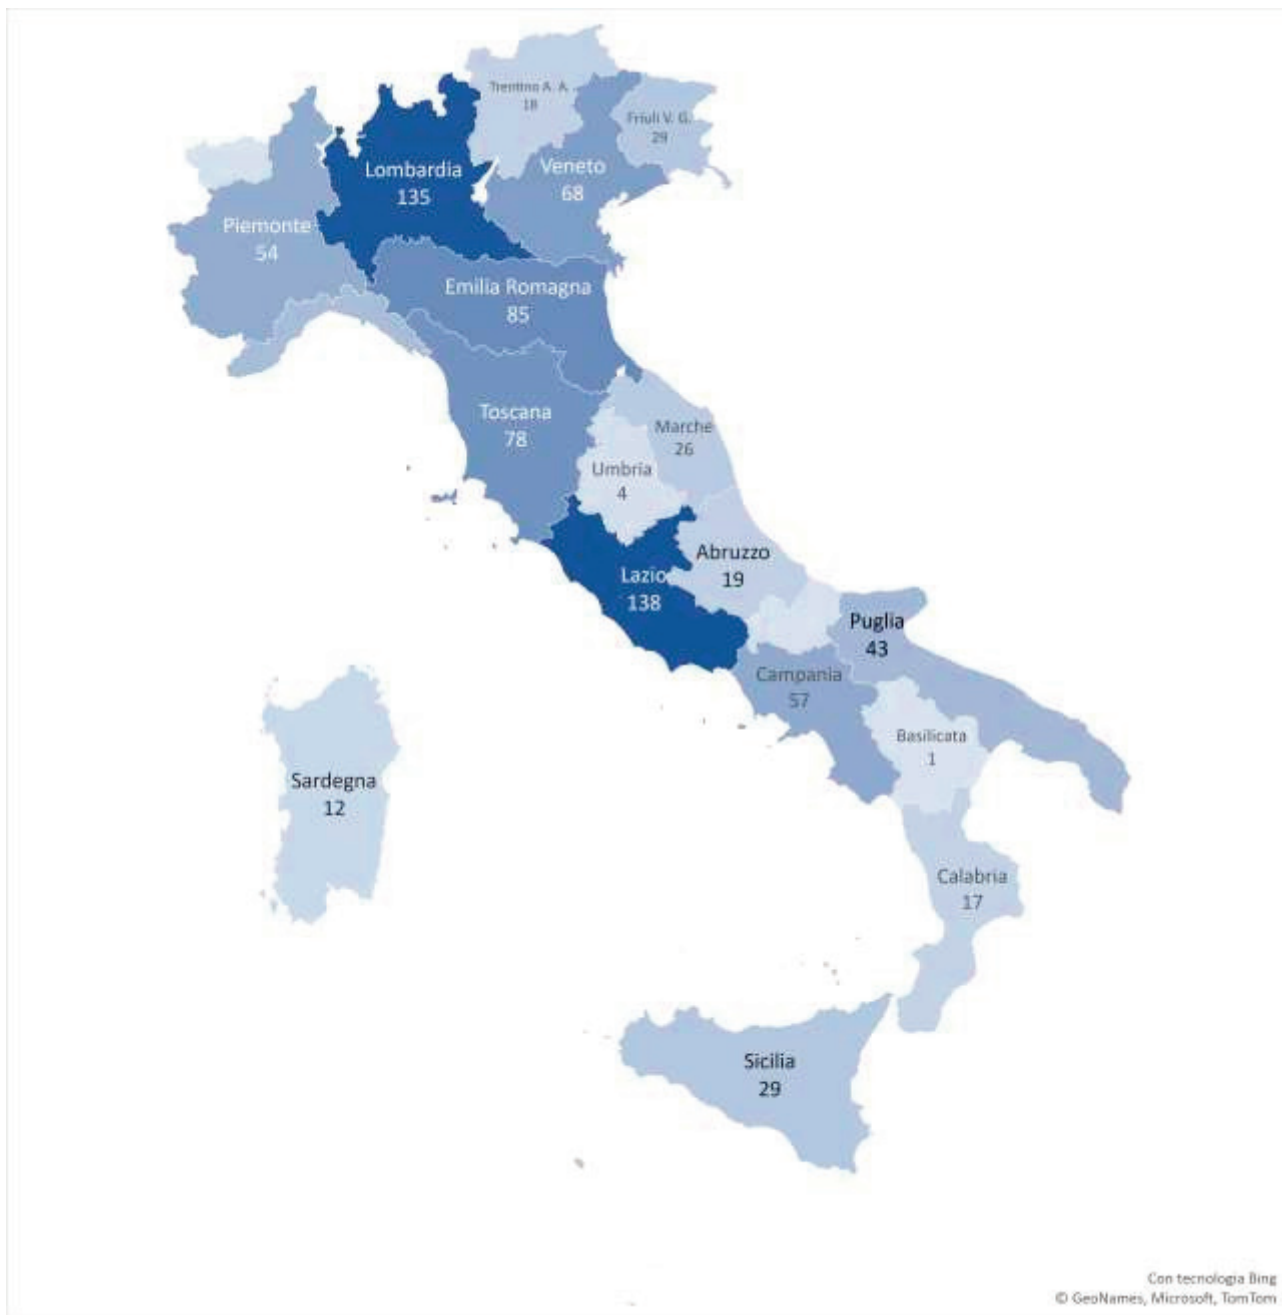 Trentino A. A.
18
Friuli V. G.
29
Lombardia
135
Veneto
68
Piemonte
54
Emilia Romagna
85
Toscana
78
Marche
26
Umbria
4
Abruzzo
19
Lazio
138
Puglia
43
Campania
57
Basilicata
1
Sardegna
12
Calabria
17
Sicilia
29
Con tecnologia Bing
© GeoNames, Microsoft, TomTom